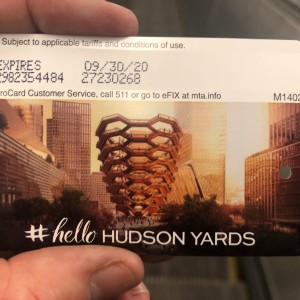 Subject to applicable tariffs and conditions of use.
EXPIRES 09/30/20
2982354484 27230268
roCard Customer Service, call 511 or go to eFIX at mta.info M1402
#hello HUDSON YARDS